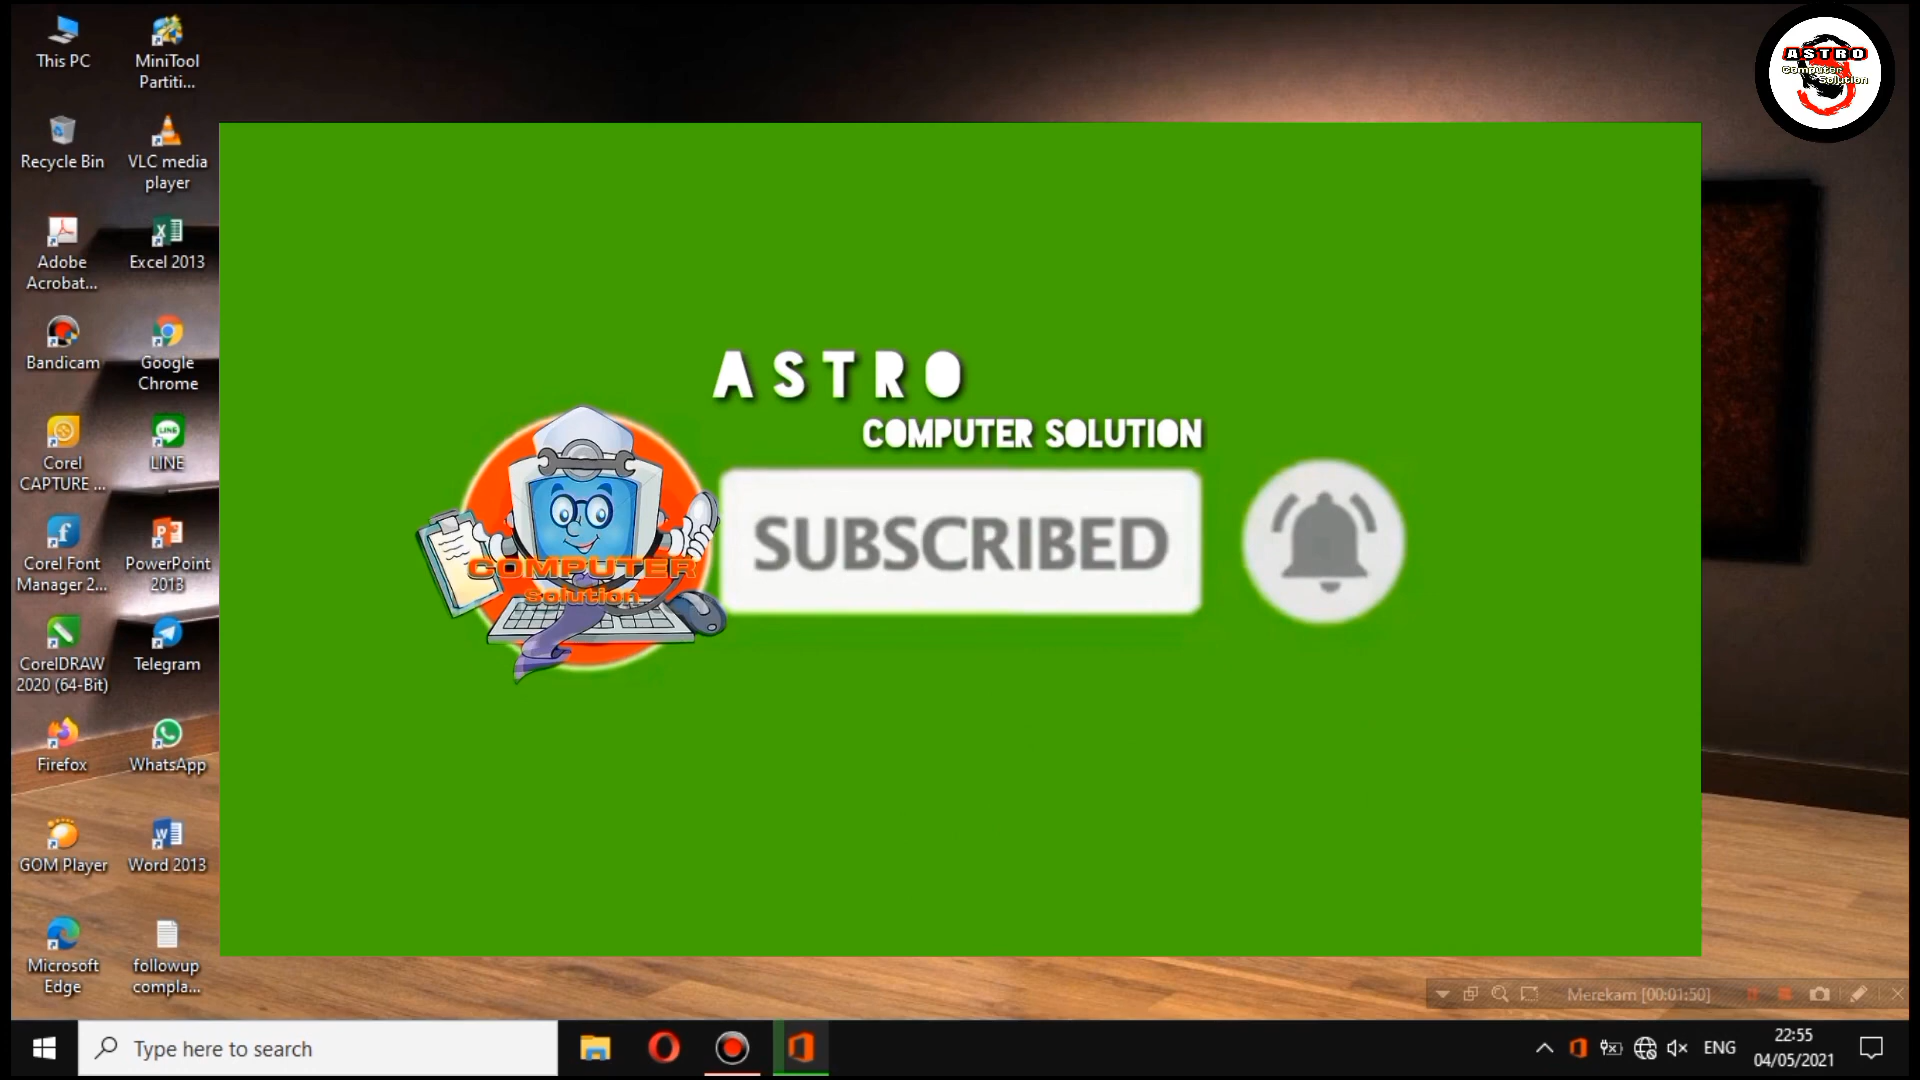 This PC
MiniTool
Partiti...
Recycle Bin
VLC media
player
Adobe
Acrobat...
Excel 2013
Bandicam
Google
Chrome
Corel
CAPTURE ...
LINE
Corel Font
Manager 2...
PowerPoint
2013
CorelDRAW
2020 (64-Bit)
Telegram
Firefox
WhatsApp
GOM Player
Word 2013
Microsoft
Edge
followup
compla...
ASTRO
Computer
Solution
ASTRO
COMPUTER SOLUTION
SUBSCRIBED
COMPUTER
Solution
Merekam [00:01:50]
Type here to search
ENG
22:55
04/05/2021